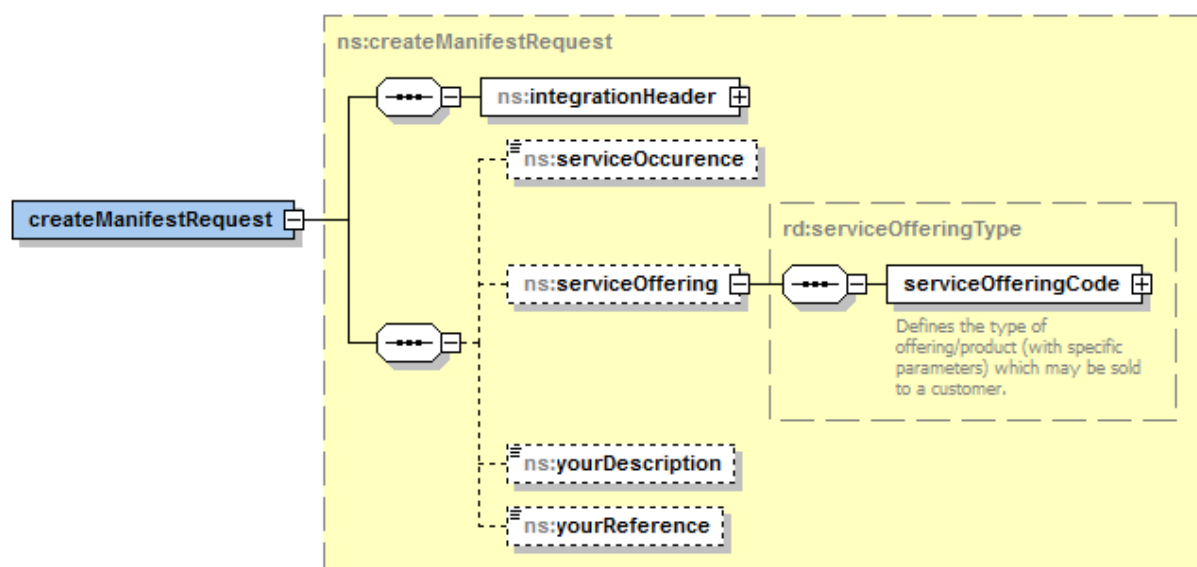 ns:createManifestRequest
ns:integrationHeader
ns:serviceOccurence
createManifestRequest
rd:serviceOfferingType
ns:serviceOffering
serviceOfferingCode
Defines the type of
offering/product (with specific
parameters) which may be sold
to a customer.
ns:yourDescription
ns:yourReference